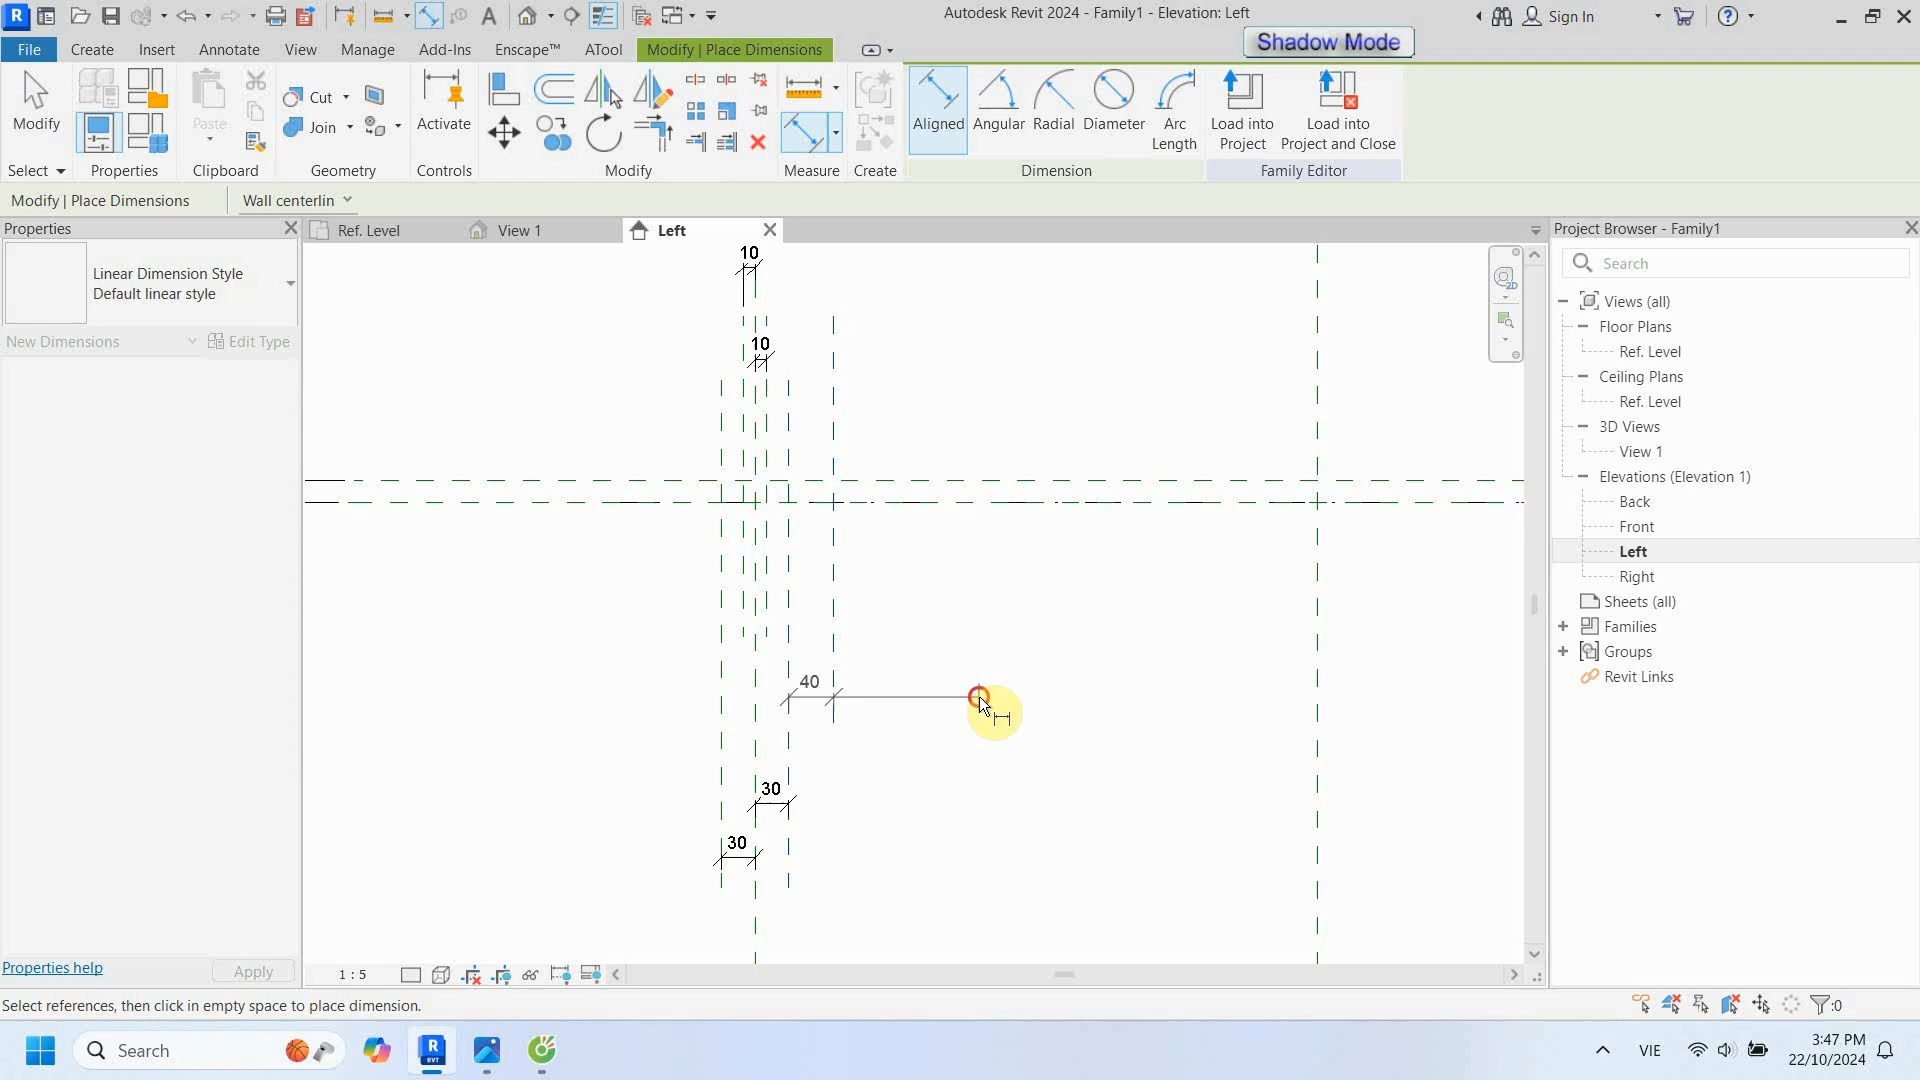 Autodesk Revit 2024 - Family1 - Elevation: Left
Sign In
Shadow Mode
File
Create
Insert
Annotate
View
Manage
Add-Ins
Enscape™
ATool
Modify | Place Dimensions
Modify
Paste
Cut
Join
Activate
Aligned
Angular
Radial
Diameter
Arc
Length
Load into
Project
Load into
Project and Close
Select
Properties
Clipboard
Geometry
Controls
Modify
Measure
Create
Dimension
Family Editor
Modify | Place Dimensions
Wall centerlin
Properties
Ref. Level
View 1
Left
Project Browser - Family1
Linear Dimension Style
Default linear style
New Dimensions
Edit Type
Search
Views (all)
Floor Plans
Ref. Level
Ceiling Plans
Ref. Level
3D Views
View 1
Elevations (Elevation 1)
Back
Front
Left
Right
Sheets (all)
Families
Groups
Revit Links
10
10
40
30
30
2D
Properties help
Apply
1 : 5
Select references, then click in empty space to place dimension.
:0
Search
RVT
VIE
3:47 PM
22/10/2024